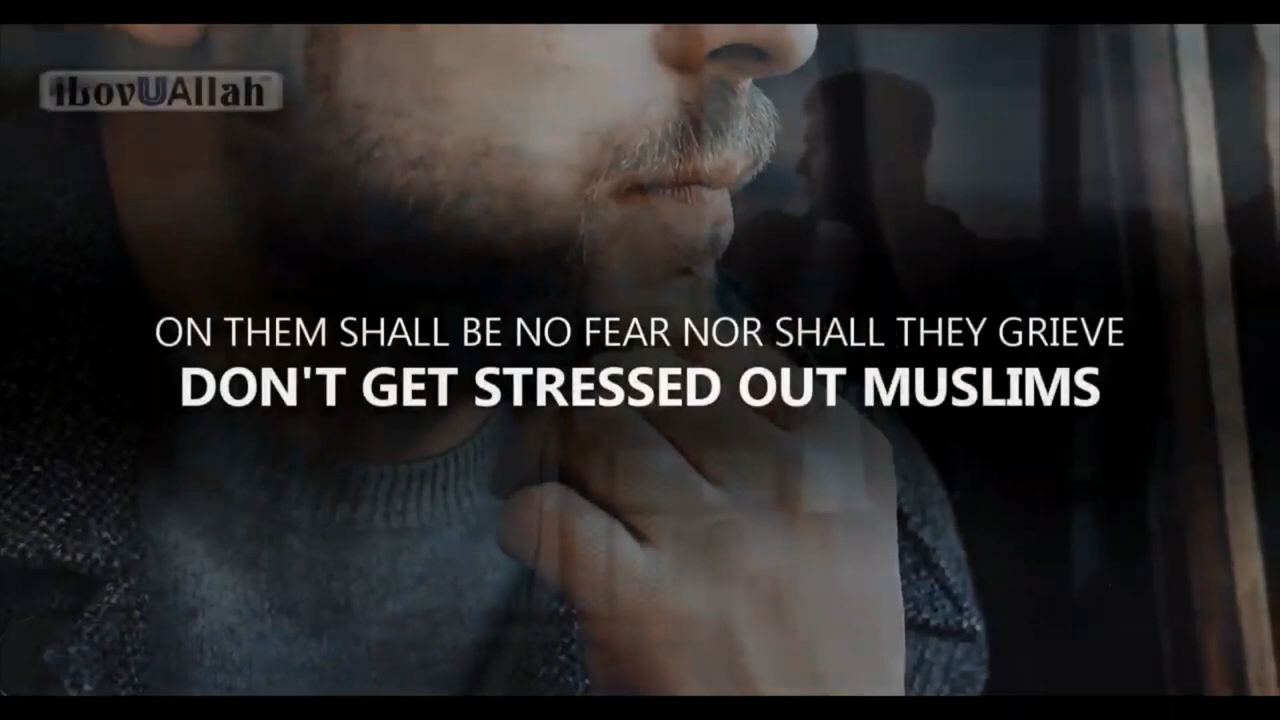 iLovUAllah
ON THEM SHALL BE NO FEAR NOR SHALL THEY GRIEVE
DON'T GET STRESSED OUT MUSLIMS